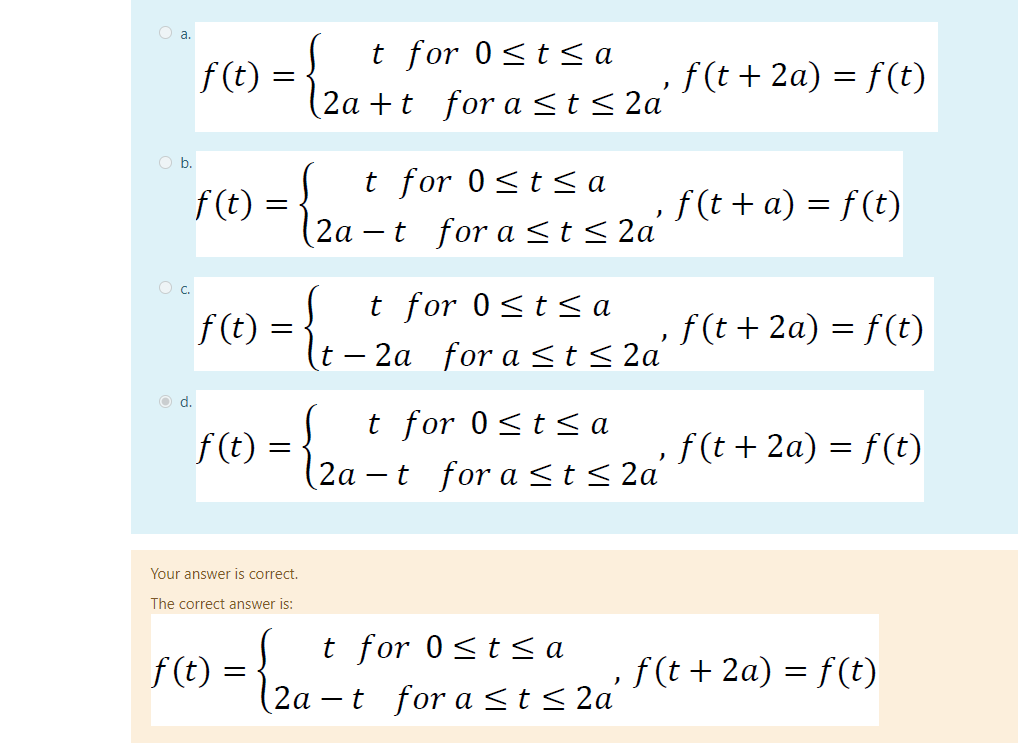 a. f(t) = { t for 0 ≤ t ≤ a
2a + t for a ≤ t ≤ 2a , f(t + 2a) = f(t)
b. f(t) = { t for 0 ≤ t ≤ a
2a − t for a ≤ t ≤ 2a , f(t + a) = f(t)
c. f(t) = { t for 0 ≤ t ≤ a
t − 2a for a ≤ t ≤ 2a , f(t + 2a) = f(t)
d. f(t) = { t for 0 ≤ t ≤ a
2a − t for a ≤ t ≤ 2a , f(t + 2a) = f(t)
Your answer is correct.
The correct answer is:
f(t) = { t for 0 ≤ t ≤ a
2a − t for a ≤ t ≤ 2a , f(t + 2a) = f(t)